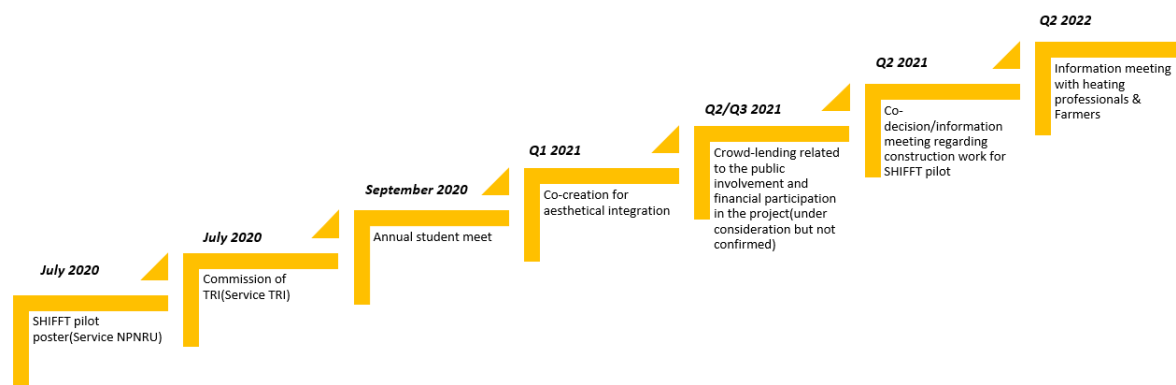 July 2020
SHIFFT pilot
poster(Service NPNRU)
July 2020
Commission of
TRI(Service TRI)
September 2020
Annual student meet
Q1 2021
Co-creation for
aesthetical integration
Q2/Q3 2021
Crowd-lending related
to the public
involvement and
financial participation
in the project(under
consideration but not
confirmed)
Q2 2021
Co-
decision/information
meeting regarding
construction work for
SHIFFT pilot
Q2 2022
Information meeting
with heating
professionals &
Farmers